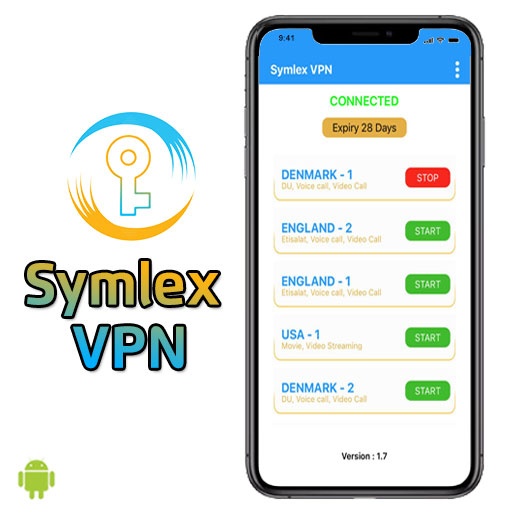 Symlex
VPN
9:41
Symlex VPN
CONNECTED
Expiry 28 Days
DENMARK - 1
DU, Voice call, Video Call
STOP
ENGLAND - 2
Etisalat, Voice call, Video Call
START
ENGLAND - 1
Etisalat, Voice call, Video Call
START
USA - 1
Movie, Video Streaming
START
DENMARK - 2
DU, Voice call, Video Call
START
Version : 1.7